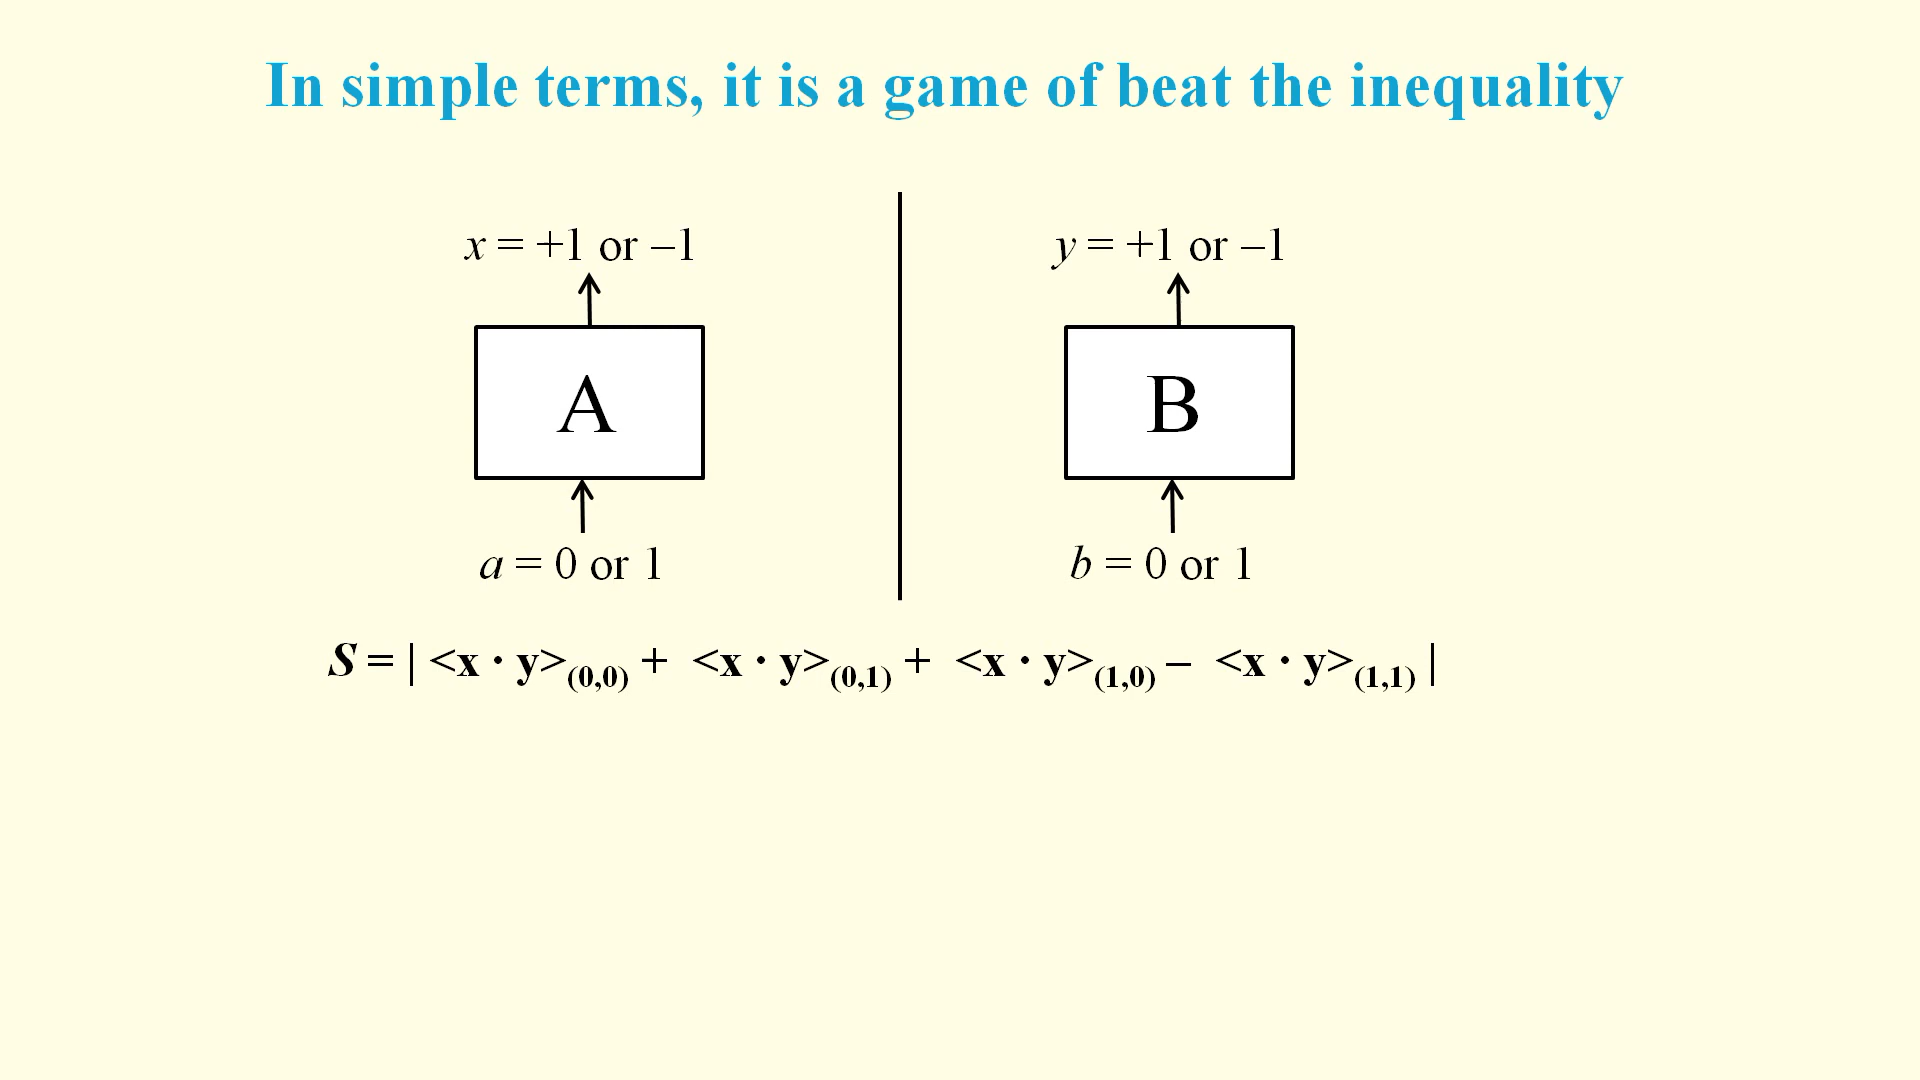 In simple terms, it is a game of beat the inequality
x = +1 or –1
y = +1 or –1
A
B
a = 0 or 1
b = 0 or 1
S = | <x · y>(0,0) + <x · y>(0,1) + <x · y>(1,0) – <x · y>(1,1) |